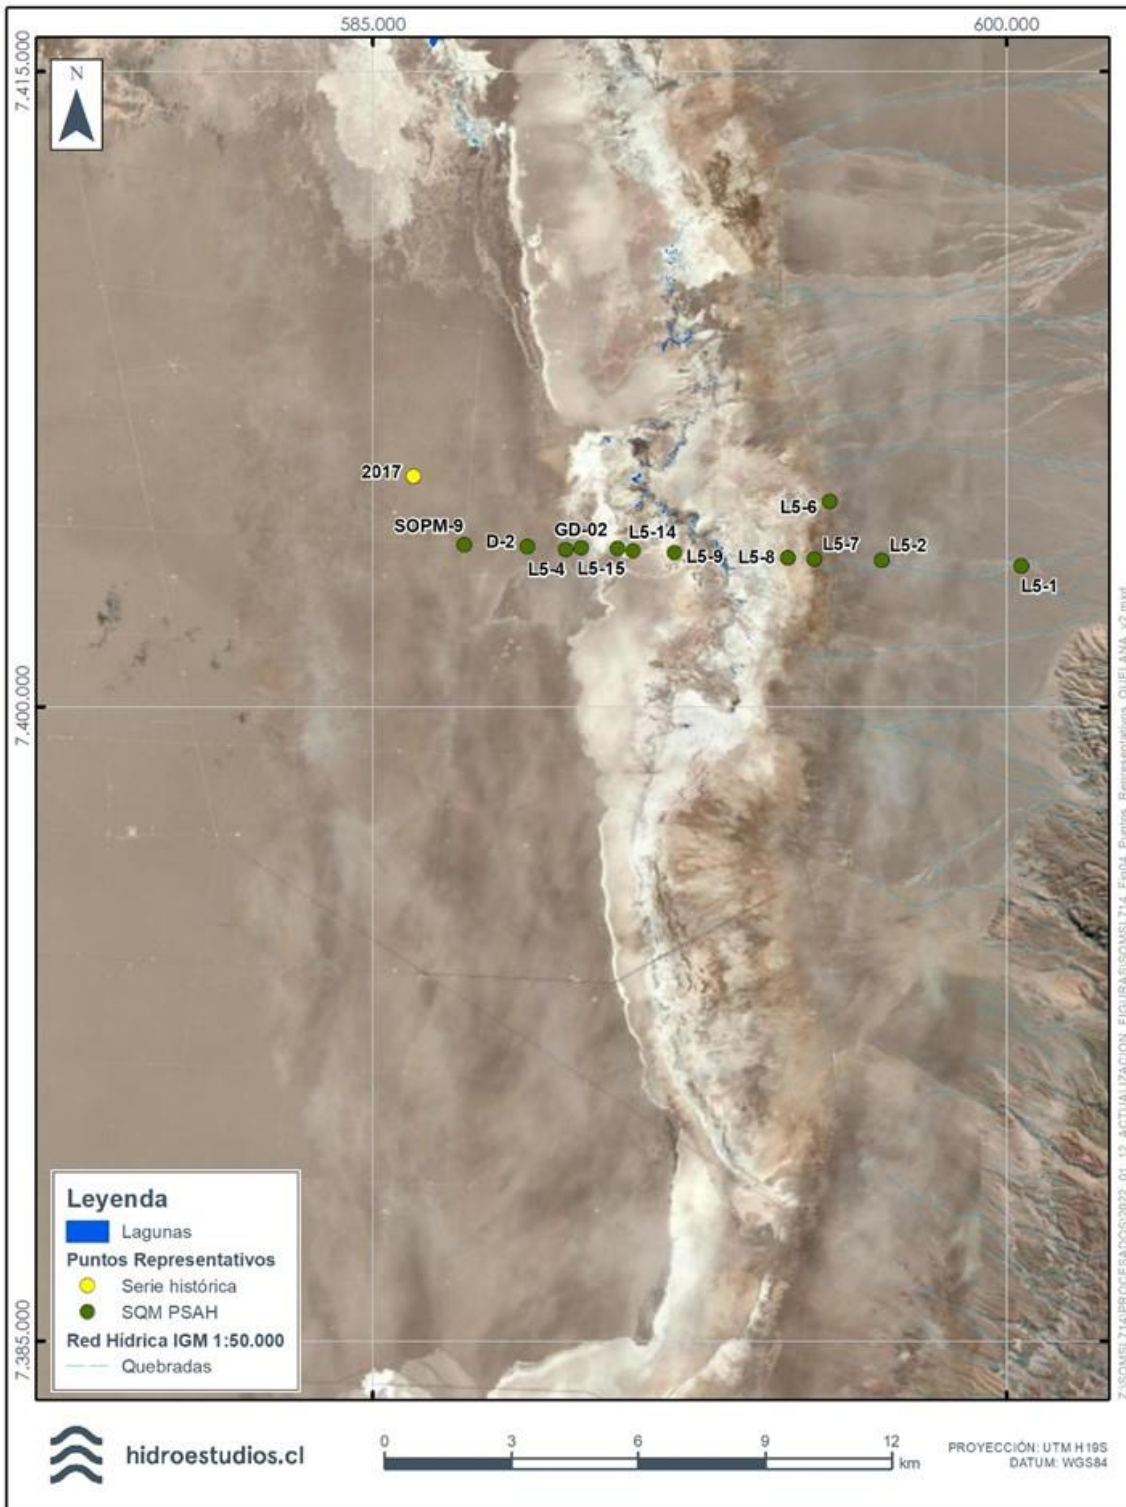 585.000
600.000
7.415.000
N
2017
SOPM-9
D-2
GD-02
L5-14
L5-6
L5-4
L5-15
L5-9
L5-8
L5-7
L5-2
L5-1
7.400.000
7.385.000
Leyenda
Lagunas
Puntos Representativos
Serie histórica
SQM PSAH
Red Hídrica IGM 1:50.000
Quebradas
hidroestudios.cl
0 3 6 9 12
km
PROYECCIÓN: UTM H19S
DATUM: WGS84